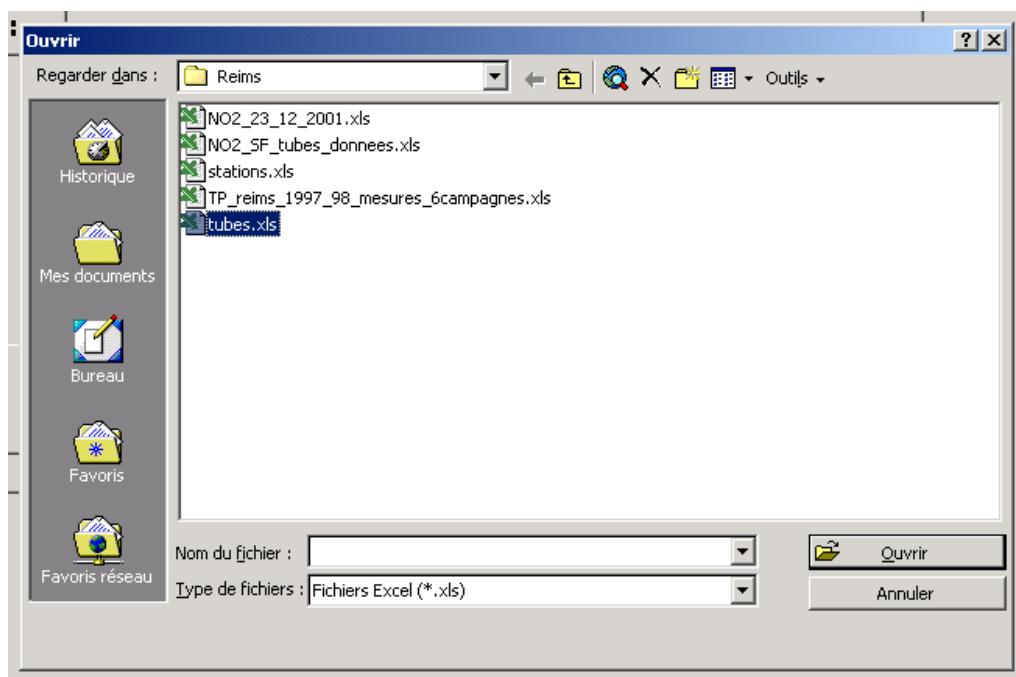 Ouvrir
Regarder dans : Reims Outils
NO2_23_12_2001.xls
NO2_SF_tubes_donnees.xls
stations.xls
TP_reims_1997_98_mesures_6campagnes.xls
tubes.xls
Historique
Mes documents
Bureau
Favoris
Favoris réseau
Nom du fichier : Ouvrir
Type de fichiers : Fichiers Excel (*.xls) Annuler